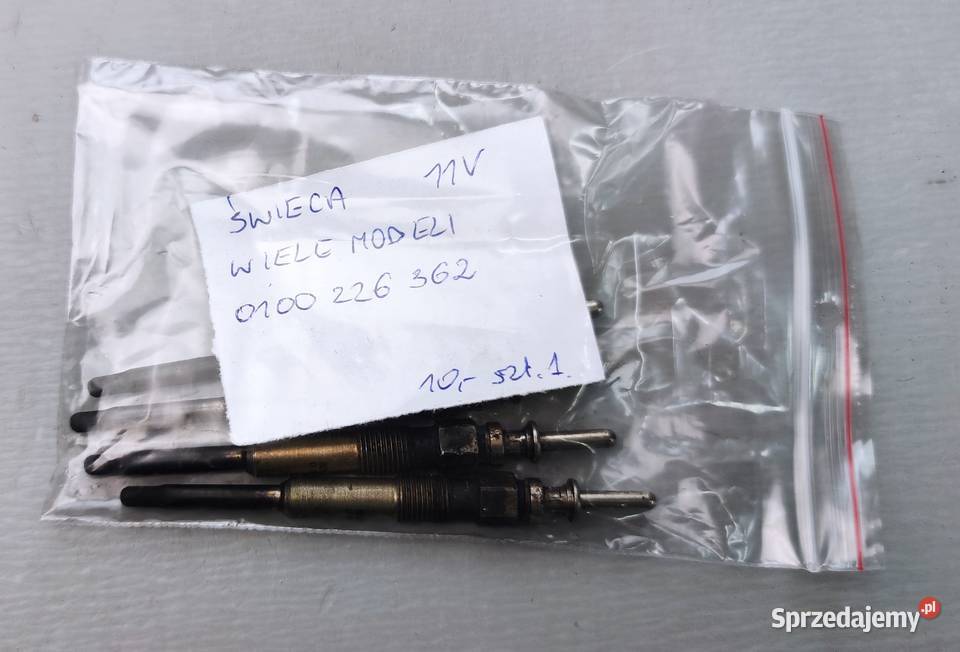 ŚWIECA 11V
WIELE MODELI
0100 226 362
10,- szt. 1.
Sprzedajemy.pl